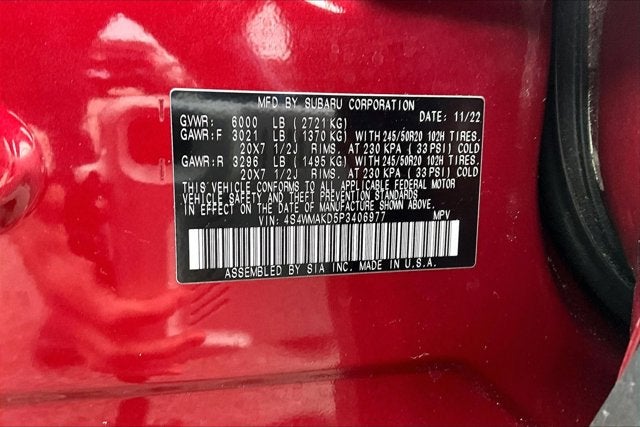 MFD BY SUBARU CORPORATION DATE: 11/22
GVWR: 6000 LB (2721KG)
GAWR:F 3021 LB (1370KG) WITH 245/50R20 102H TIRES.
20X7 1/2J RIMS. AT 230 KPA ( 33 PSI) COLD
GAWR:R 3296 LB (1495KG) WITH 245/50R20 102H TIRES.
20X7 1/2J RIMS. AT 230 KPA ( 33 PSI) COLD
THIS VEHICLE CONFORMS TO ALL APPLICABLE FEDERAL MOTOR
VEHICLE SAFETY AND THEFT PREVENTION STANDARDS
IN EFFECT ON THE DATE OF MANUFACTURE SHOWN ABOVE.
VIN: 4S4WMAKD5P3406977 MPV
ASSEMBLED BY SIA INC. MADE IN U.S.A.